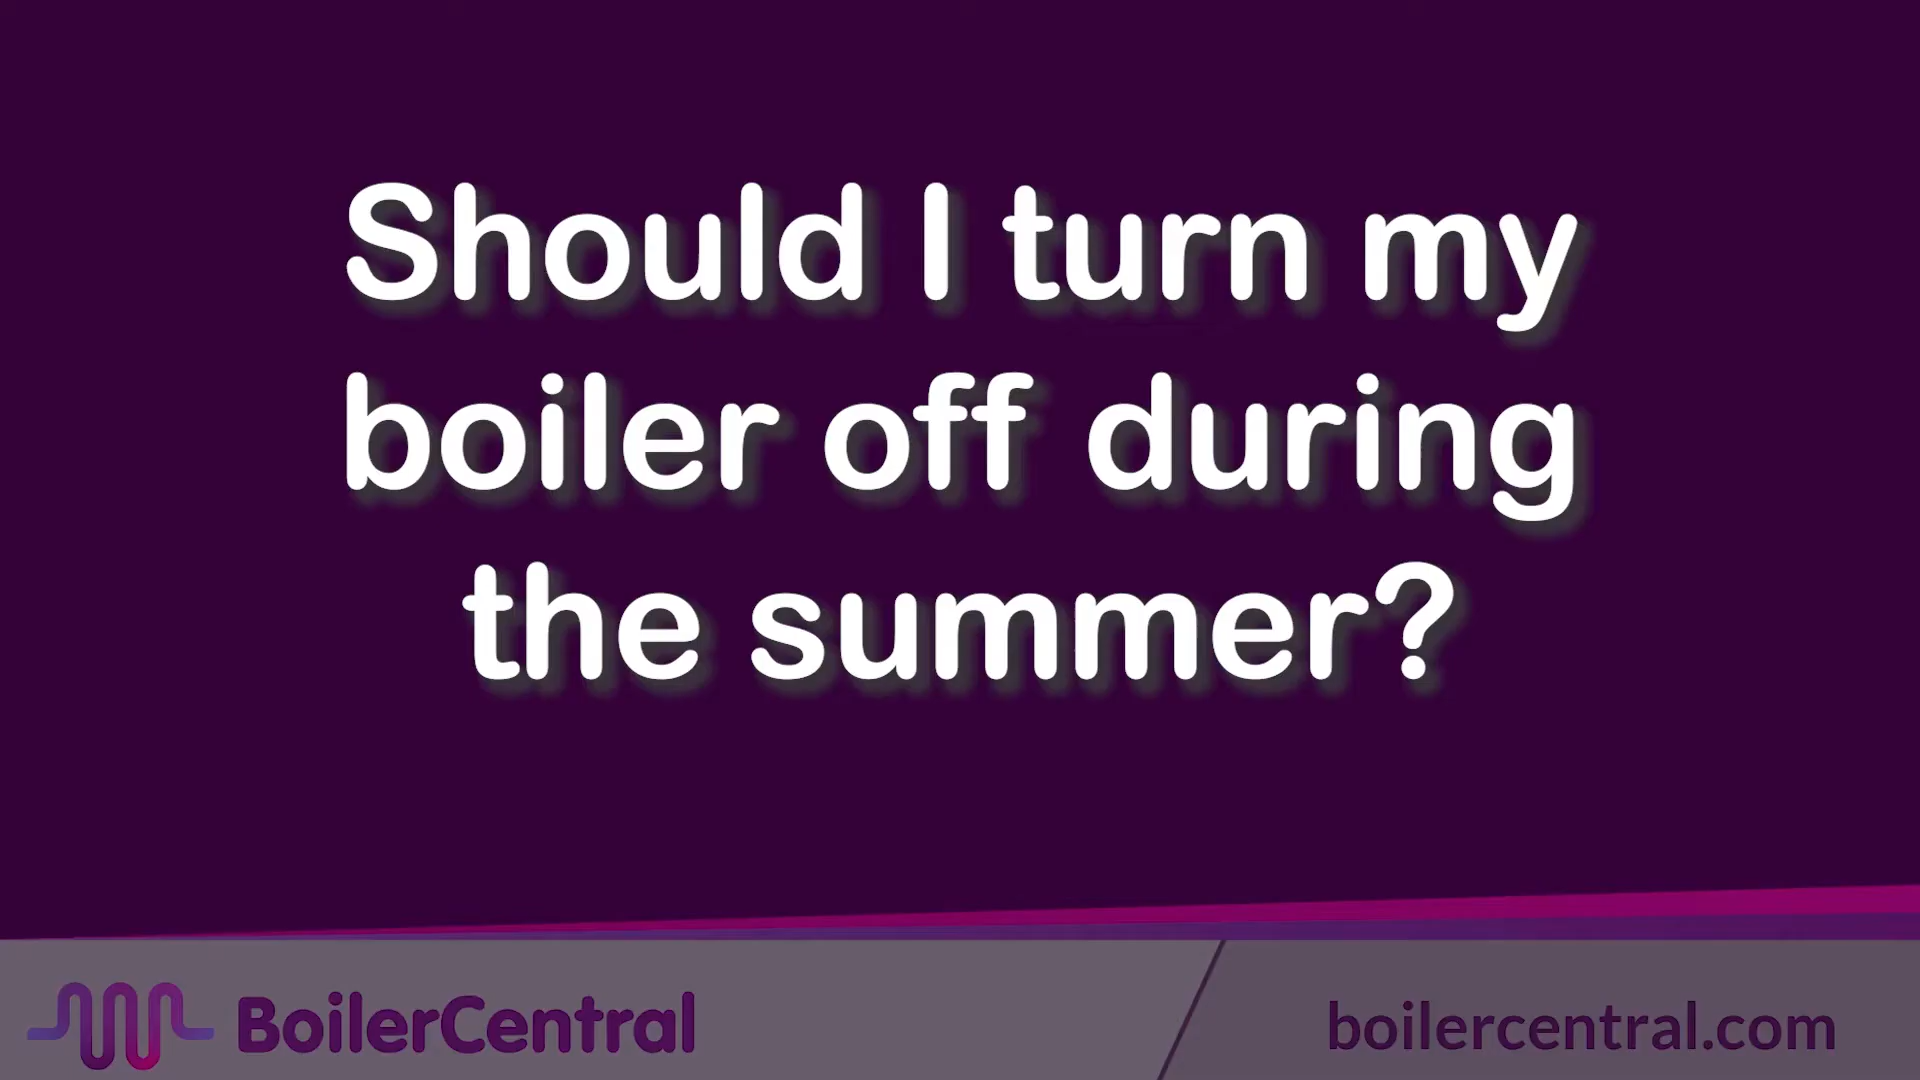 Should I turn my
boiler off during
the summer?
BoilerCentral
boilercentral.com